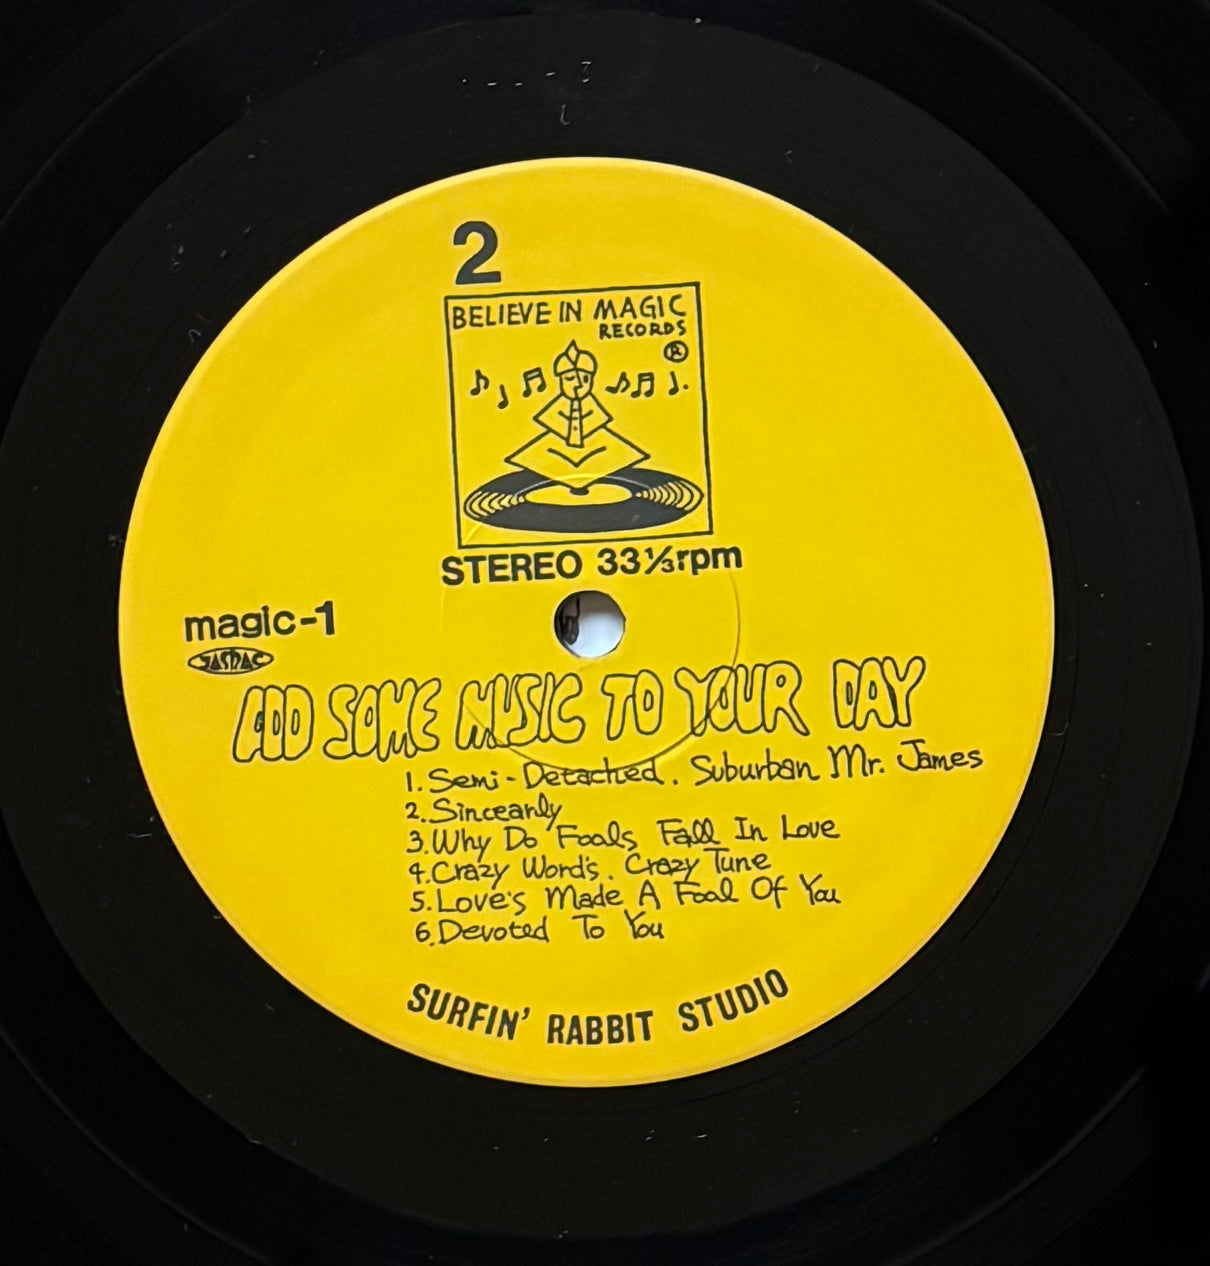 2
BELIEVE IN MAGIC
RECORDS
®
STEREO 33⅓rpm
magic-1
JASRAC
ADD SOME MUSIC TO YOUR DAY
1. Semi-Detached. Suburban Mr. James
2. Sincearly
3. Why Do Fools Fall In Love
4. Crazy Word's. Crazy Tune
5. Love's Made A Fool Of You
6. Devoted To You
SURFIN' RABBIT STUDIO